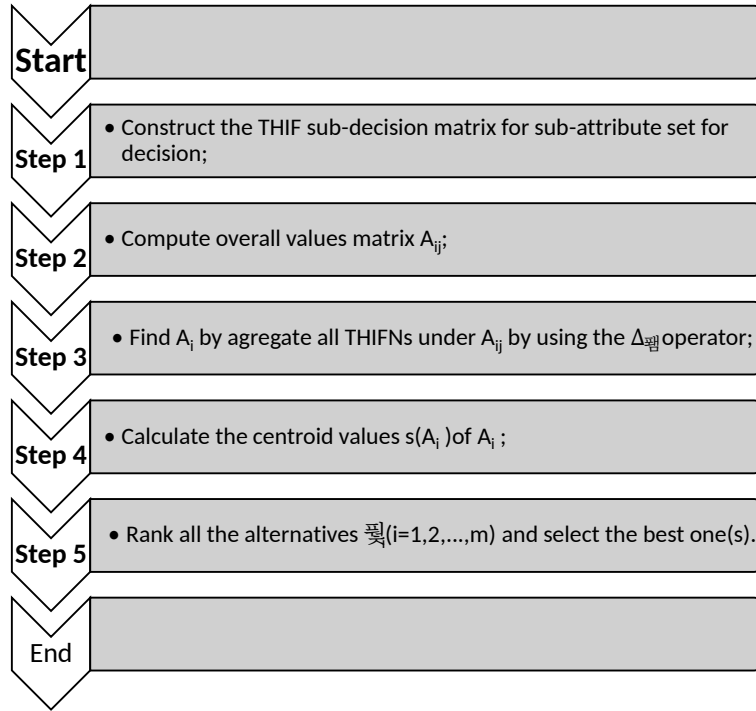 Start
Step 1
• Construct the THIF sub-decision matrix for sub-attribute set for
decision;
Step 2
• Compute overall values matrix Aij;
Step 3
• Find Ai by agregate all THIFNs under Aij by using the Δ operator;
Step 4
• Calculate the centroid values s(Ai )of Ai ;
Step 5
• Rank all the alternatives (i=1,2,...,m) and select the best one(s).
End